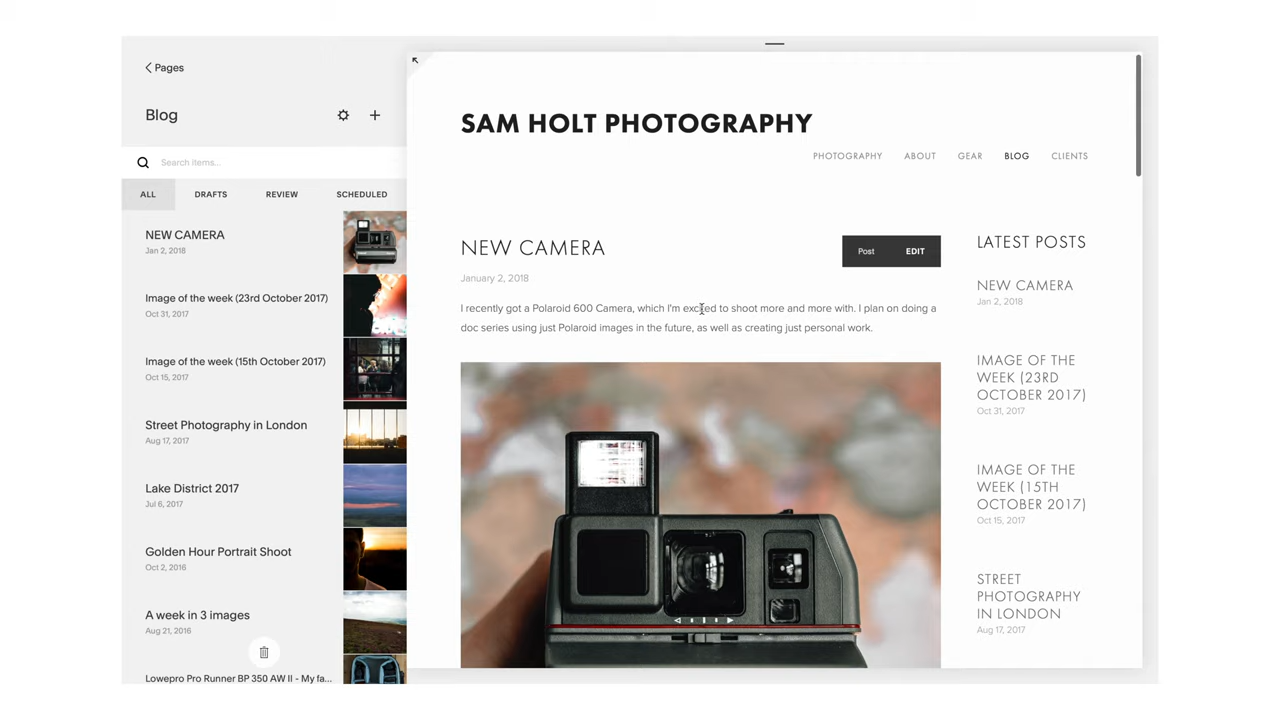 Pages
Blog
Search items...
ALL DRAFTS REVIEW SCHEDULED
NEW CAMERA
Jan 2, 2018
Image of the week (23rd October 2017)
Oct 31, 2017
Image of the week (15th October 2017)
Oct 15, 2017
Street Photography in London
Aug 17, 2017
Lake District 2017
Jul 6, 2017
Golden Hour Portrait Shoot
Oct 2, 2016
A week in 3 images
Aug 21, 2016
Lowepro Pro Runner BP 350 AW II - My fa...
SAM HOLT PHOTOGRAPHY
PHOTOGRAPHY ABOUT GEAR BLOG CLIENTS
NEW CAMERA
Post EDIT
January 2, 2018
I recently got a Polaroid 600 Camera, which I'm excited to shoot more and more with. I plan on doing a
doc series using just Polaroid images in the future, as well as creating just personal work.
LATEST POSTS
NEW CAMERA
Jan 2, 2018
IMAGE OF THE
WEEK (23RD
OCTOBER 2017)
Oct 31, 2017
IMAGE OF THE
WEEK (15TH
OCTOBER 2017)
Oct 15, 2017
STREET
PHOTOGRAPHY
IN LONDON
Aug 17, 2017